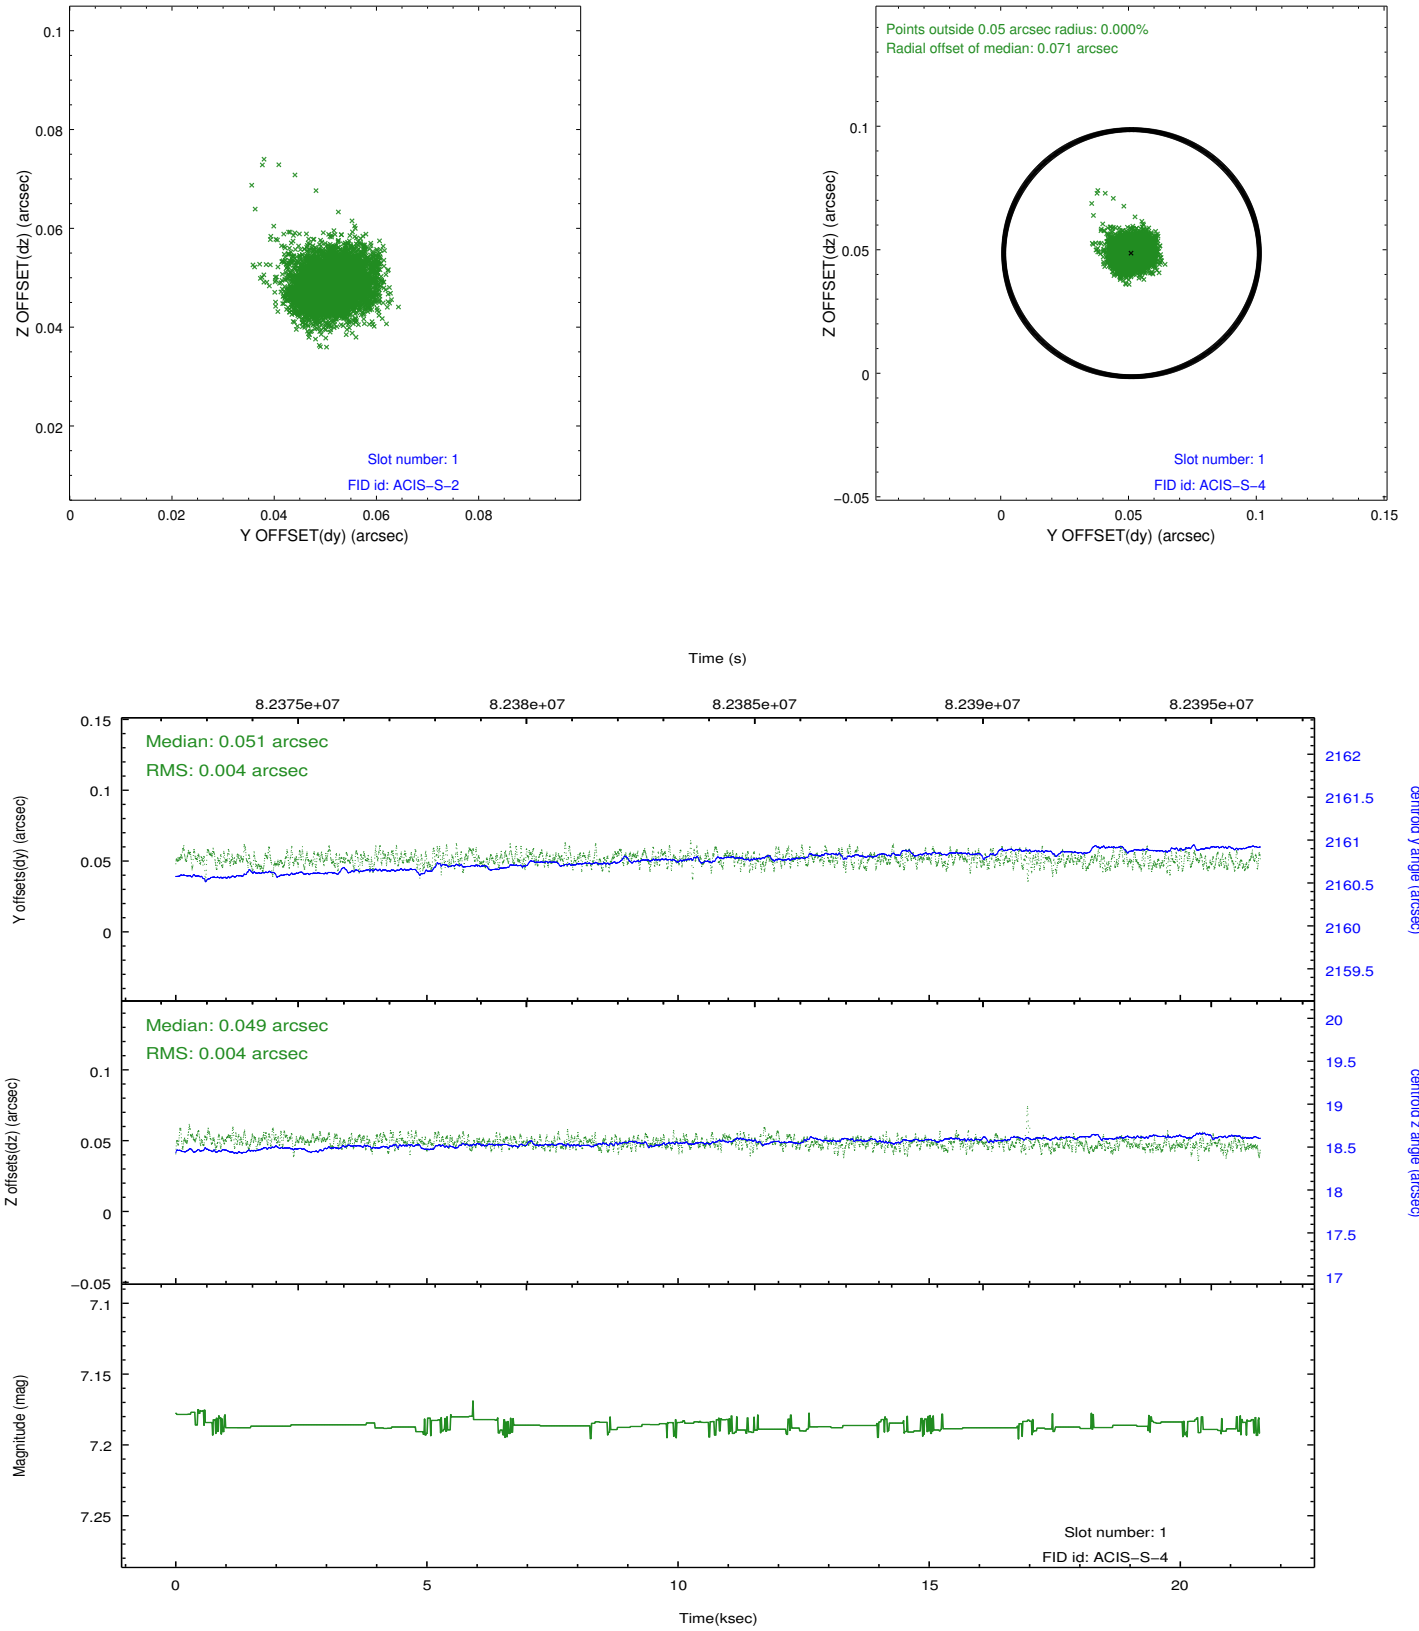 0.1
0.08
0.06
0.04
0.02
Z OFFSET(dz) (arcsec)
Slot number: 1
FID id: ACIS−S−2
0 0.02 0.04 0.06 0.08
Y OFFSET(dy) (arcsec)
Points outside 0.05 arcsec radius: 0.000%
Radial offset of median: 0.071 arcsec
0.1
0.05
0
−0.05
Z OFFSET(dz) (arcsec)
Slot number: 1
FID id: ACIS−S−4
0 0.05 0.1 0.15
Y OFFSET(dy) (arcsec)
Time (s)
8.2375e+07 8.238e+07 8.2385e+07 8.239e+07 8.2395e+07
Median: 0.051 arcsec
RMS: 0.004 arcsec
0.15
0.1
0.05
0
Y offsets(dy) (arcsec)
2162
2161.5
2161
2160.5
2160
2159.5
centroid y angle (arcsec)
Median: 0.049 arcsec
RMS: 0.004 arcsec
0.1
0.05
0
−0.05
Z offsets(dz) (arcsec)
20
19.5
19
18.5
18
17.5
17
centroid z angle (arcsec)
7.1
7.15
7.2
7.25
Magnitude (mag)
Slot number: 1
FID id: ACIS−S−4
0 5 10 15 20
Time(ksec)